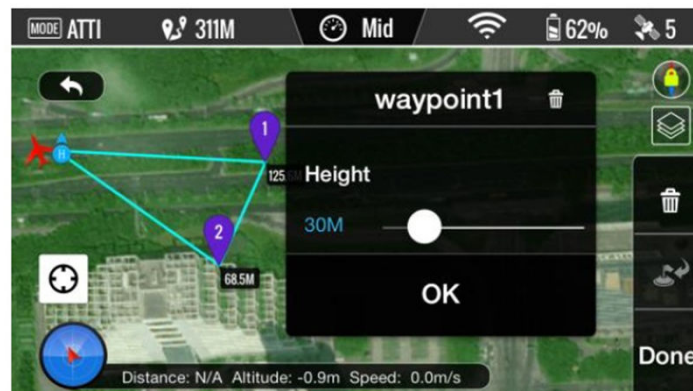 MODE ATTI 311M Mid 62% 5
waypoint1
1
H
125.
Height
30M
2
68.5M
OK
Done
Distance: N/A Altitude: -0.9m Speed: 0.0m/s